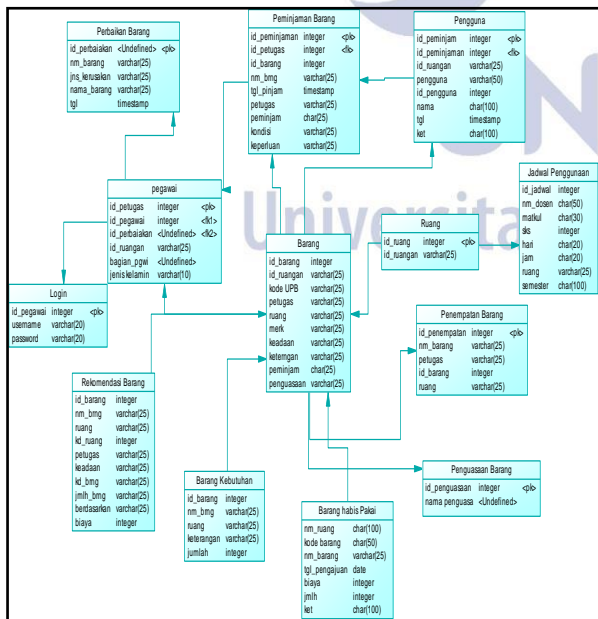 Perbaikan Barang
id_perbaiakan <Undefined> <pk>
nm_barang varchar(25)
jns_kerusakan varchar(25)
nama_barang varchar(25)
tgl timestamp
Peminjaman Barang
id_peminjaman integer <pk>
id_petugas integer <fk>
id_barang integer
nm_brng varchar(25)
tgl_pinjam timestamp
petugas varchar(25)
peminjam char(25)
kondisi varchar(25)
keperluan varchar(25)
Pengguna
id_peminjam integer <pk>
id_peminjaman integer <fk>
id_ruangan varchar(25)
pengguna varchar(50)
id_pengguna integer
nama char(100)
tgl timestamp
ket char(100)
Jadwal Penggunaan
id_jadwal integer
nm_dosen char(50)
matkul char(30)
sks integer
hari char(20)
jam char(20)
ruang varchar(25)
semester char(100)
pegawai
id_petugas integer <pk>
id_pegawai integer <fk1>
id_perbaiakan <Undefined> <fk2>
id_ruangan varchar(25)
bagian_pgwi <Undefined>
jenis kelamin varchar(10)
Universita
Ruang
id_ruang integer <pk>
id_ruangan varchar(25)
Barang
id_barang integer
id_ruangan varchar(25)
kode UPB varchar(25)
petugas varchar(25)
ruang varchar(25)
merk varchar(25)
keadaan varchar(25)
keterngan varchar(25)
peminjam char(25)
penguasaan varchar(25)
Login
id_pegawai integer <pk>
username varchar(20)
password varchar(20)
Penempatan Barang
id_penempatan integer <pk>
nm_barang varchar(25)
petugas varchar(25)
id_barang integer
ruang varchar(25)
Rekomendasi Barang
id_barang integer
nm_brng varchar(25)
ruang varchar(25)
kd_ruang integer
petugas varchar(25)
keadaan varchar(25)
kd_brng varchar(25)
jmlh_brng varchar(25)
berdasarkan varchar(25)
biaya integer
Barang Kebutuhan
id_barang integer
nm_brng varchar(25)
ruang varchar(25)
keterangan varchar(25)
jumlah integer
Barang habis Pakai
nm_ruang char(100)
kode barang char(50)
nm_barang varchar(25)
tgl_pengajuan date
biaya integer
jmlh integer
ket char(100)
Penguasaan Barang
id_penguasaan integer <pk>
nama penguasa <Undefined>